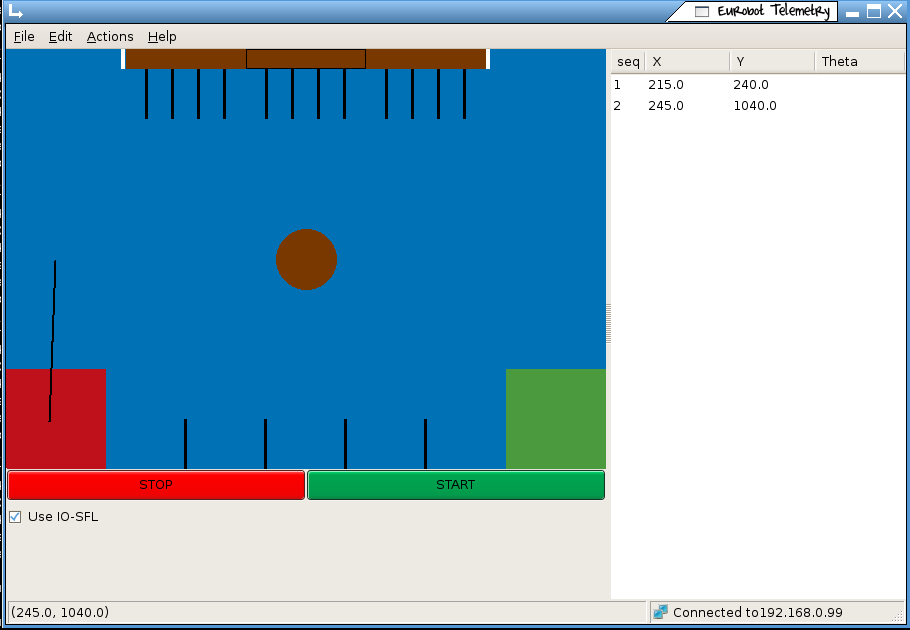 EuRobot Telemetry
File Edit Actions Help
seq X Y Theta
1 215.0 240.0
2 245.0 1040.0
STOP START
Use IO-SFL
(245.0, 1040.0) Connected to192.168.0.99